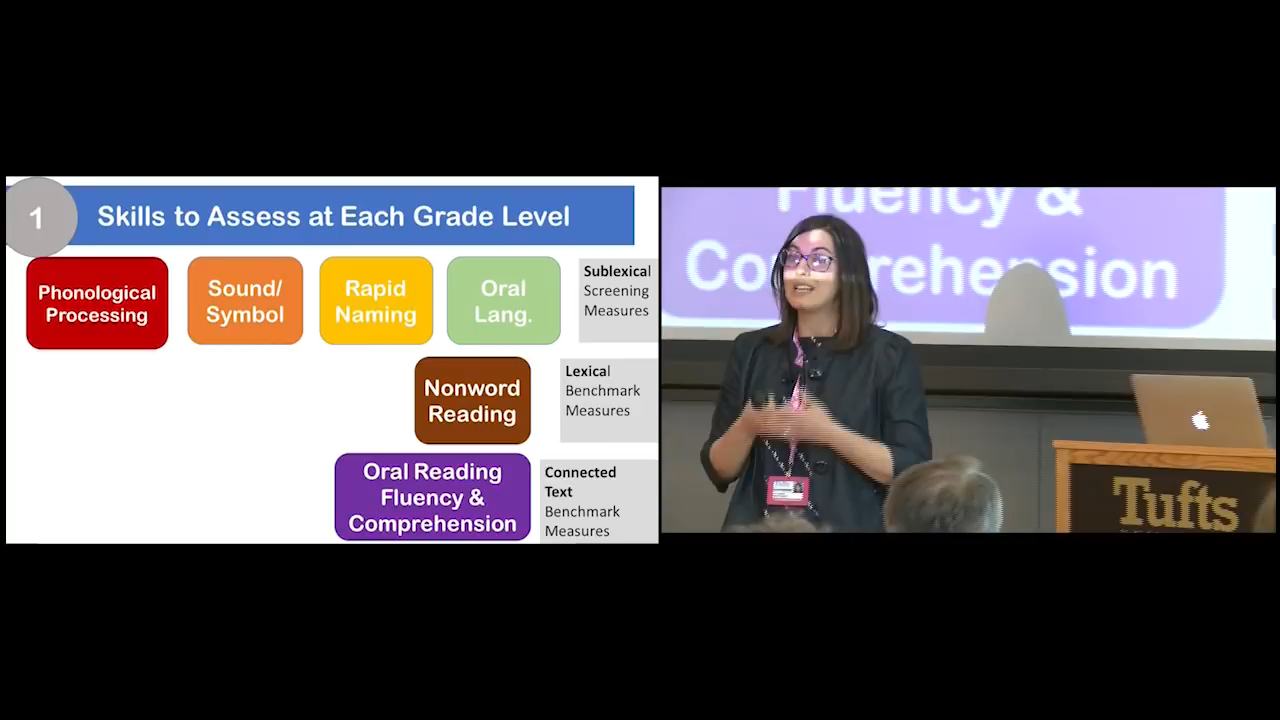 1
Skills to Assess at Each Grade Level
Phonological
Processing
Sound/
Symbol
Rapid
Naming
Oral
Lang.
Sublexical
Screening
Measures
Nonword
Reading
Lexical
Benchmark
Measures
Oral Reading
Fluency &
Comprehension
Connected
Text
Benchmark
Measures
Fluency &
Comprehension
Tufts